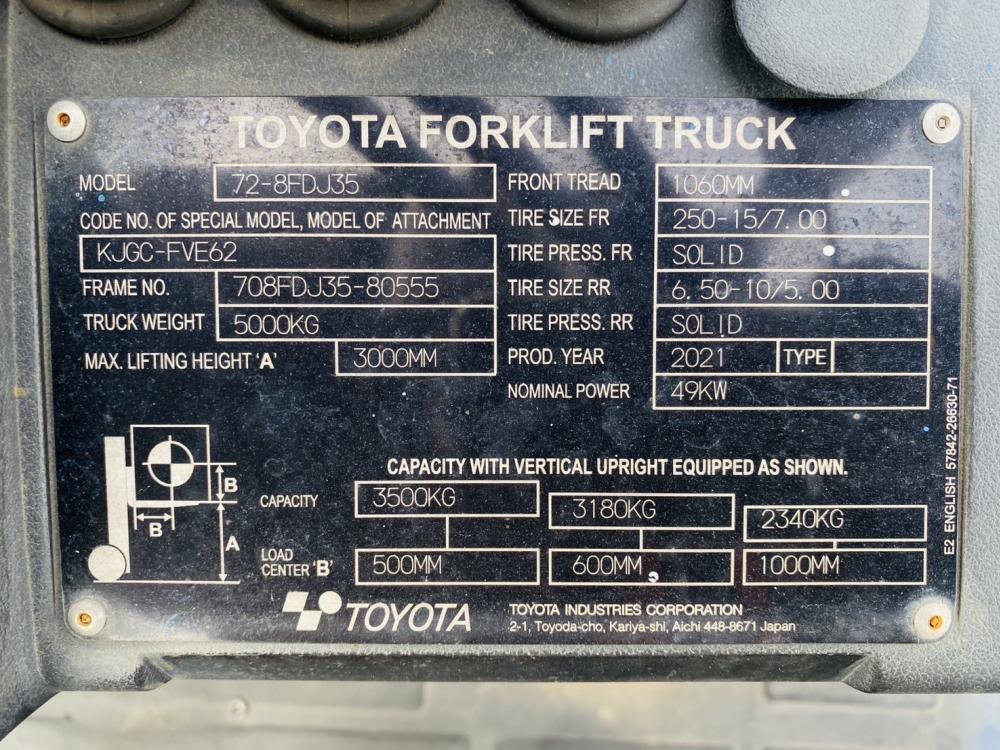 TOYOTA FORKLIFT TRUCK
MODEL 72-8FDJ35
CODE NO. OF SPECIAL MODEL, MODEL OF ATTACHMENT
KJGC-FVE62
FRAME NO. 708FDJ35-80555
TRUCK WEIGHT 5000KG
MAX. LIFTING HEIGHT 'A' 3000MM
FRONT TREAD 1060MM
TIRE SIZE FR 250-15/7.00
TIRE PRESS. FR SOLID
TIRE SIZE RR 6.50-10/5.00
TIRE PRESS. RR SOLID
PROD. YEAR 2021 TYPE
NOMINAL POWER 49KW
CAPACITY WITH VERTICAL UPRIGHT EQUIPPED AS SHOWN.
B
B
A
CAPACITY 3500KG 3180KG 2340KG
LOAD
CENTER 'B' 500MM 600MM 1000MM
TOYOTA
TOYOTA INDUSTRIES CORPORATION
2-1, Toyoda-cho, Kariya-shi, Aichi 448-8671 Japan
E2 ENGLISH 57842-26630-71